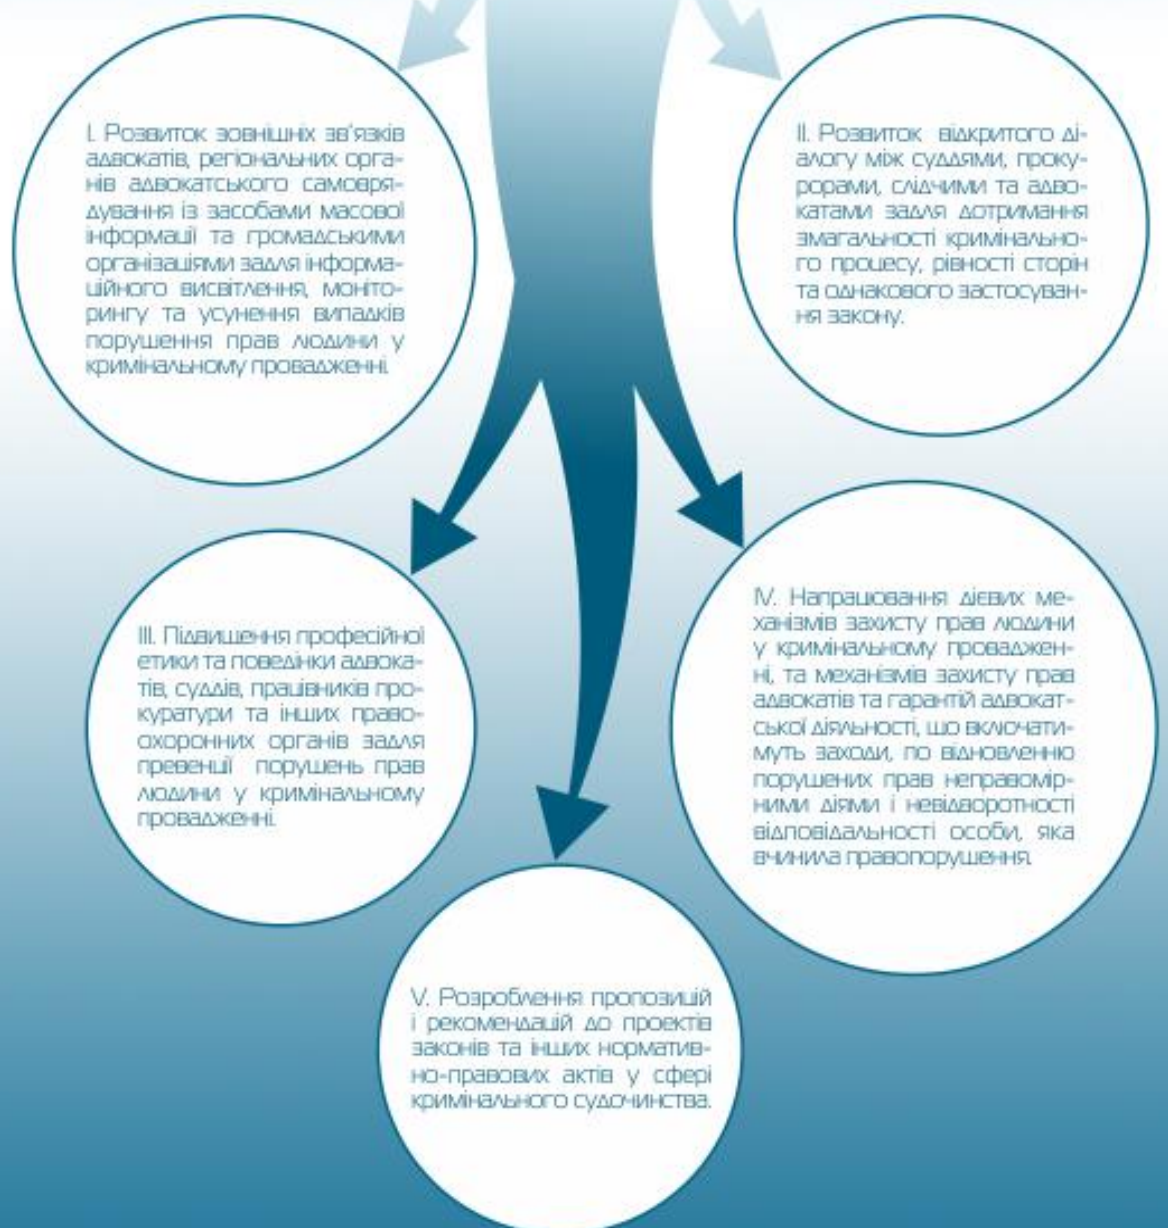 І. Розвиток зовнішніх зв'язків
адвокатів, регіональних орга-
нів адвокатського самовря-
дування із засобами масової
інформації та громадськими
організаціями задля інформа-
ційного висвітлення, моніто-
рингу та усунення випадків
порушення прав людини у
кримінальному провадженні.
ІІ. Розвиток відкритого ді-
алогу між суддями, проку-
рорами, слідчими та адво-
катами задля дотримання
змагальності кримінально-
го процесу, рівності сторін
та однакового застосуван-
ня закону.
ІІІ. Підвищення професійної
етики та поведінки адвока-
тів, суддів, працівників про-
куратури та інших право-
охоронних органів задля
превенції порушень прав
людини у кримінальному
провадженні.
IV. Напрацювання дієвих ме-
ханізмів захисту прав людини
у кримінальному провадженн-
ні, та механізмів захисту прав
адвокатів та гарантій адвокат-
ської діяльності, що включати-
муть заходи, по відновленню
порушених прав неправомір-
ними діями і невідворотності
відповідальності особи, яка
вчинила правопорушення.
V. Розроблення пропозицій
і рекомендацій до проектів
законів та інших норматив-
но-правових актів у сфері
кримінального судочинства.